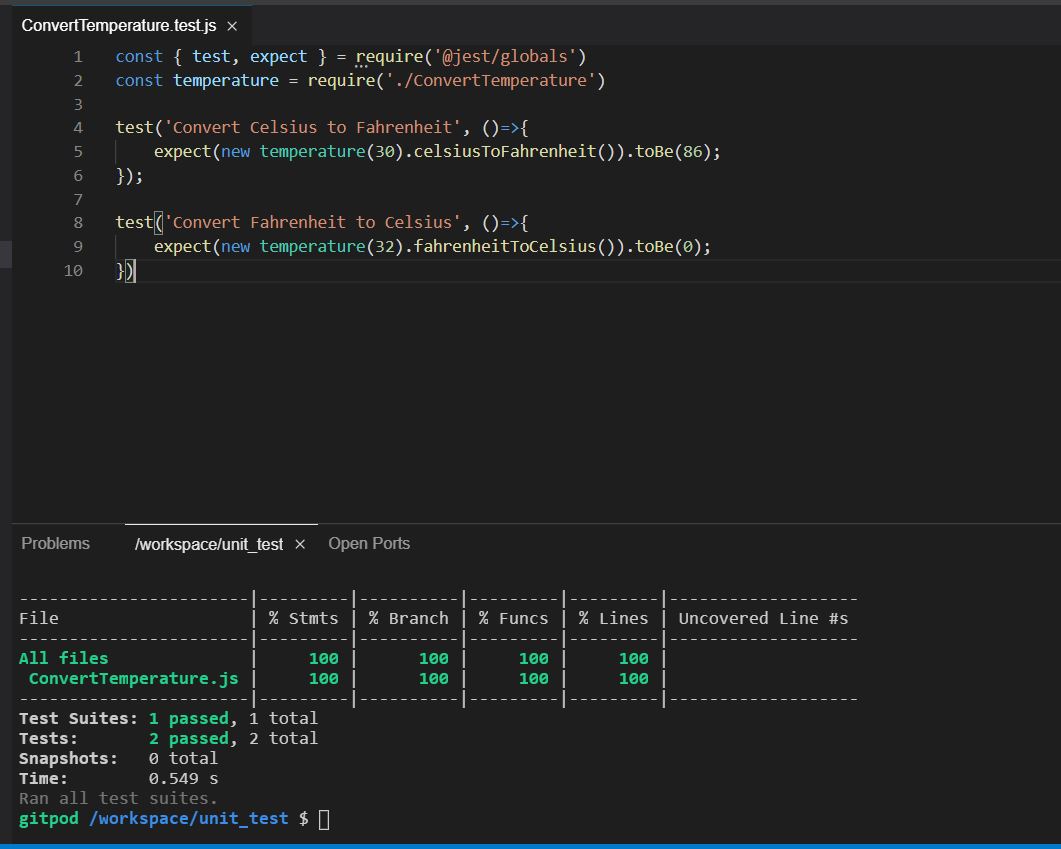 ConvertTemperature.test.js ×
1 const { test, expect } = require('@jest/globals')
2 const temperature = require('./ConvertTemperature')
3
4 test('Convert Celsius to Fahrenheit', ()=>{
5     expect(new temperature(30).celsiusToFahrenheit()).toBe(86);
6 });
7
8 test('Convert Fahrenheit to Celsius', ()=>{
9     expect(new temperature(32).fahrenheitToCelsius()).toBe(0);
10 })
Problems /workspace/unit_test × Open Ports
-----------------------|---------|----------|---------|---------|-------------------
File                   | % Stmts | % Branch | % Funcs | % Lines | Uncovered Line #s
-----------------------|---------|----------|---------|---------|-------------------
All files              |     100 |      100 |     100 |     100 |
 ConvertTemperature.js |     100 |      100 |     100 |     100 |
-----------------------|---------|----------|---------|---------|-------------------
Test Suites: 1 passed, 1 total
Tests:       2 passed, 2 total
Snapshots:   0 total
Time:        0.549 s
Ran all test suites.
gitpod /workspace/unit_test $